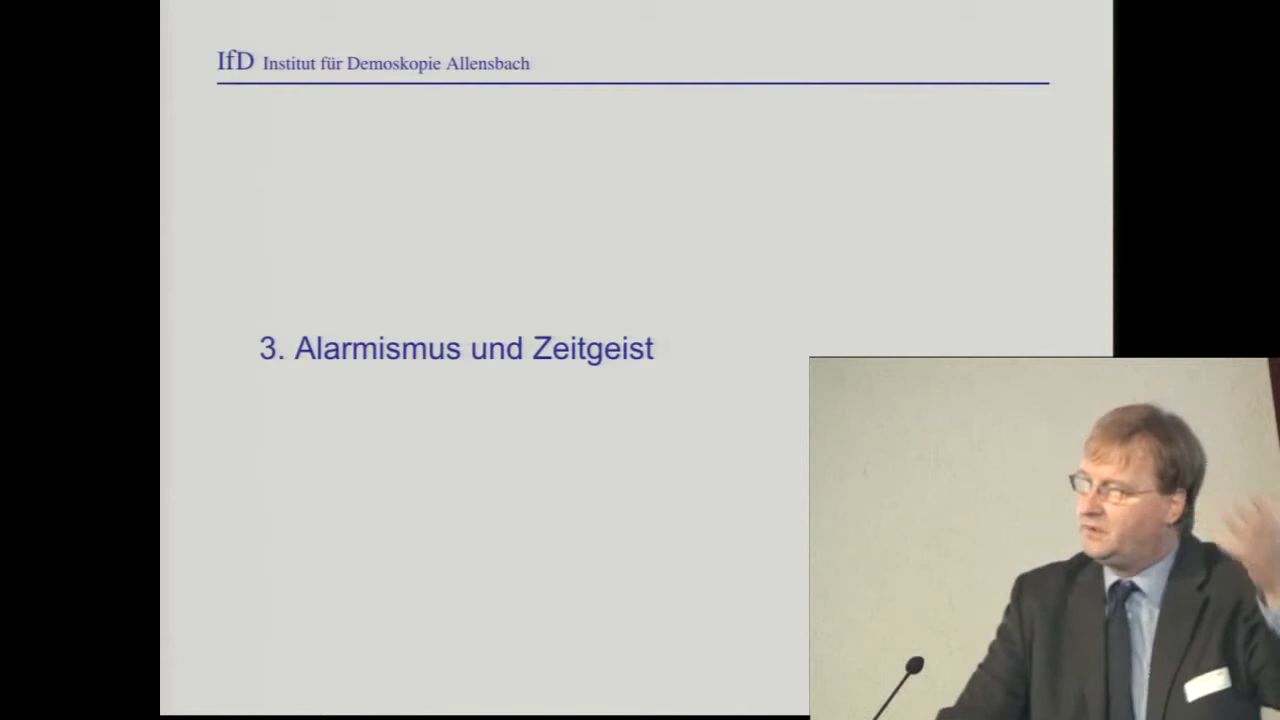 IfD Institut für Demoskopie Allensbach
3. Alarmismus und Zeitgeist